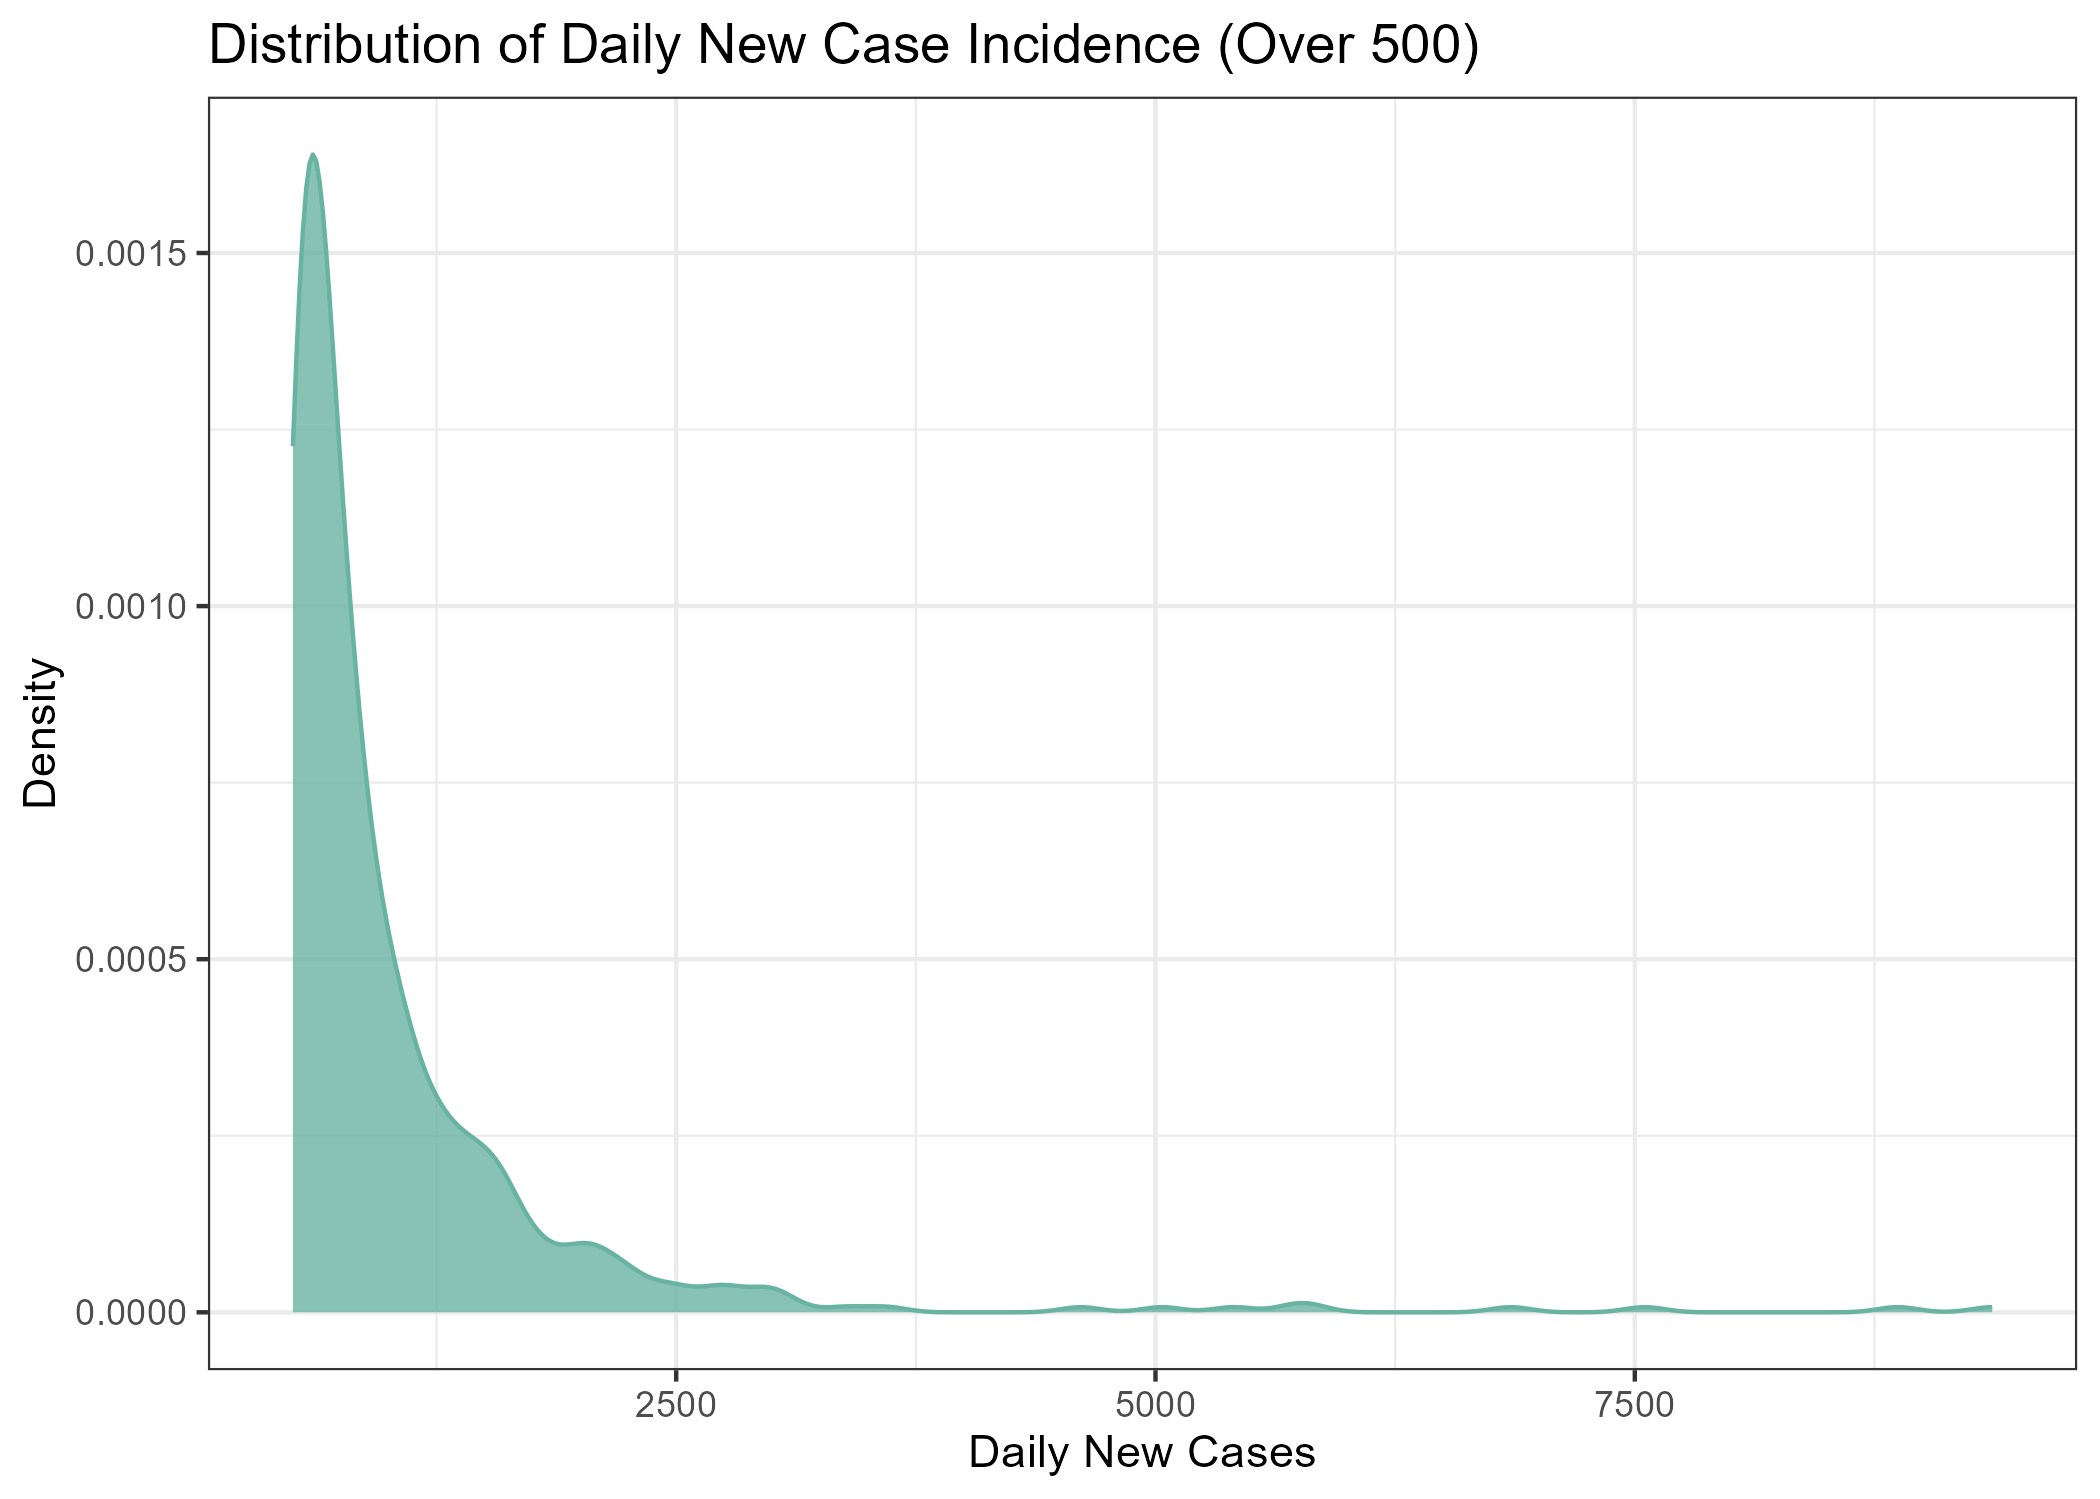 Distribution of Daily New Case Incidence (Over 500)
0.0015
0.0010
0.0005
0.0000
Density
2500 5000 7500
Daily New Cases